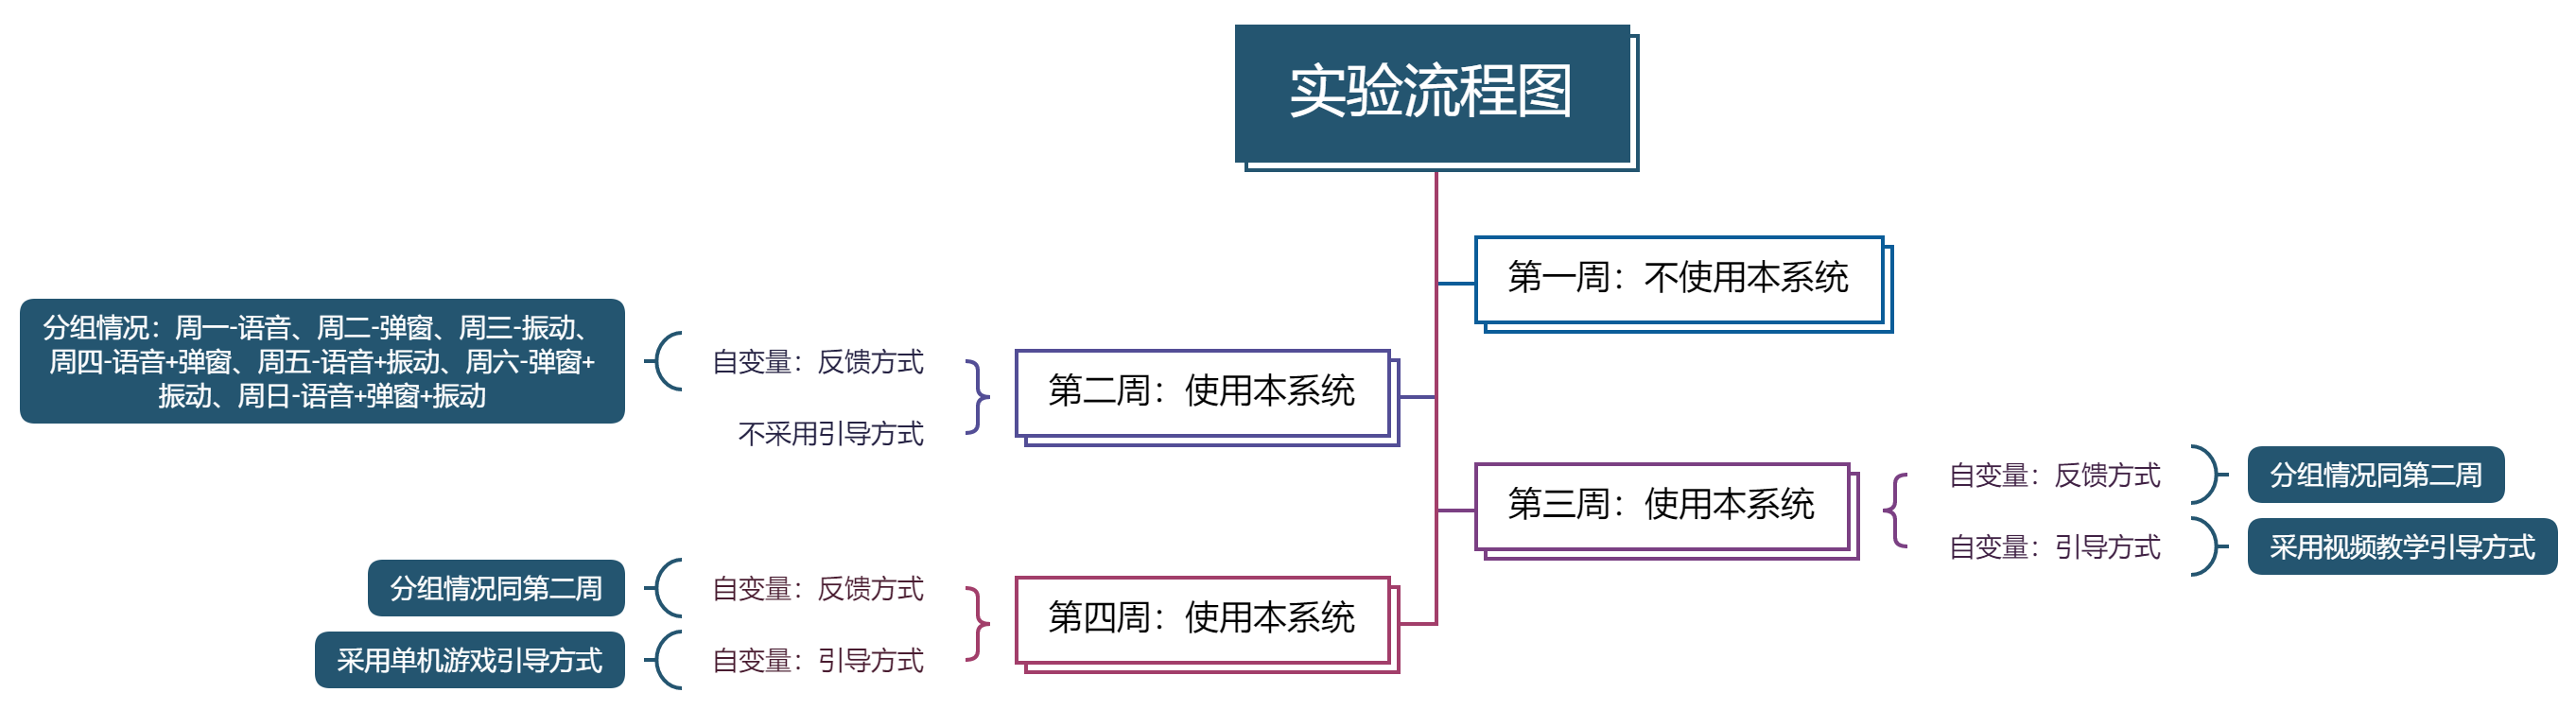 实验流程图
第一周：不使用本系统
第二周：使用本系统
自变量：反馈方式
分组情况：周一-语音、周二-弹窗、周三-振动、
周四-语音+弹窗、周五-语音+振动、周六-弹窗+
振动、周日-语音+弹窗+振动
不采用引导方式
第三周：使用本系统
自变量：反馈方式
分组情况同第二周
自变量：引导方式
采用视频教学引导方式
第四周：使用本系统
自变量：反馈方式
分组情况同第二周
自变量：引导方式
采用单机游戏引导方式